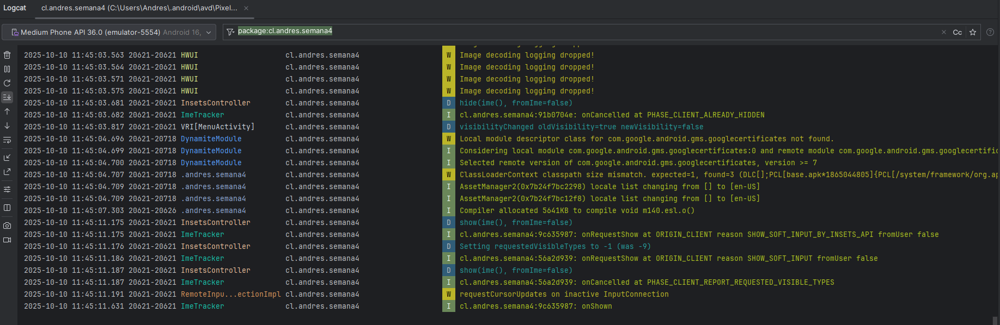 Logcat cl.andres.semana4 (C:\Users\Andres\.android\avd\Pixel...
Medium Phone API 36.0 (emulator-5554) Android 16, package:cl.andres.semana4 Cc
2025-10-10 11:45:03.563 20621-20621 HWUI cl.andres.semana4 W Image decoding logging dropped!
2025-10-10 11:45:03.564 20621-20621 HWUI cl.andres.semana4 W Image decoding logging dropped!
2025-10-10 11:45:03.571 20621-20621 HWUI cl.andres.semana4 W Image decoding logging dropped!
2025-10-10 11:45:03.575 20621-20621 HWUI cl.andres.semana4 W Image decoding logging dropped!
2025-10-10 11:45:03.681 20621-20621 InsetsController cl.andres.semana4 D hide(ime(), fromIme=false)
2025-10-10 11:45:03.682 20621-20621 ImeTracker cl.andres.semana4 I cl.andres.semana4:91b0704e: onCancelled at PHASE_CLIENT_ALREADY_HIDDEN
2025-10-10 11:45:03.817 20621-20621 VRI[MenuActivity] cl.andres.semana4 D visibilityChanged oldVisibility=true newVisibility=false
2025-10-10 11:45:04.696 20621-20718 DynamiteModule cl.andres.semana4 W Local module descriptor class for com.google.android.gms.googlecertificates not found.
2025-10-10 11:45:04.699 20621-20718 DynamiteModule cl.andres.semana4 I Considering local module com.google.android.gms.googlecertificates:0 and remote module com.google.android.gms.googlecertific
2025-10-10 11:45:04.700 20621-20718 DynamiteModule cl.andres.semana4 I Selected remote version of com.google.android.gms.googlecertificates, version >= 7
2025-10-10 11:45:04.707 20621-20718 .andres.semana4 cl.andres.semana4 W ClassLoaderContext classpath size mismatch. expected=1, found=3 (DLC[];PCL[base.apk*1865044805]{PCL[/system/framework/org.ap
2025-10-10 11:45:04.709 20621-20718 .andres.semana4 cl.andres.semana4 I AssetManager2(0x7b24f7bc2298) locale list changing from [] to [en-US]
2025-10-10 11:45:04.709 20621-20718 .andres.semana4 cl.andres.semana4 I AssetManager2(0x7b24f7bc12f8) locale list changing from [] to [en-US]
2025-10-10 11:45:07.303 20621-20626 .andres.semana4 cl.andres.semana4 I Compiler allocated 5641KB to compile void m140.esl.o()
2025-10-10 11:45:11.175 20621-20621 InsetsController cl.andres.semana4 D show(ime(), fromIme=false)
2025-10-10 11:45:11.175 20621-20621 ImeTracker cl.andres.semana4 I cl.andres.semana4:9c635987: onRequestShow at ORIGIN_CLIENT reason SHOW_SOFT_INPUT_BY_INSETS_API fromUser false
2025-10-10 11:45:11.176 20621-20621 InsetsController cl.andres.semana4 D Setting requestedVisibleTypes to -1 (was -9)
2025-10-10 11:45:11.186 20621-20621 ImeTracker cl.andres.semana4 I cl.andres.semana4:56a2d939: onRequestShow at ORIGIN_CLIENT reason SHOW_SOFT_INPUT fromUser false
2025-10-10 11:45:11.187 20621-20621 InsetsController cl.andres.semana4 D show(ime(), fromIme=false)
2025-10-10 11:45:11.187 20621-20621 ImeTracker cl.andres.semana4 I cl.andres.semana4:56a2d939: onCancelled at PHASE_CLIENT_REPORT_REQUESTED_VISIBLE_TYPES
2025-10-10 11:45:11.191 20621-20621 RemoteInpu...ectionImpl cl.andres.semana4 W requestCursorUpdates on inactive InputConnection
2025-10-10 11:45:11.631 20621-20621 ImeTracker cl.andres.semana4 I cl.andres.semana4:9c635987: onShown